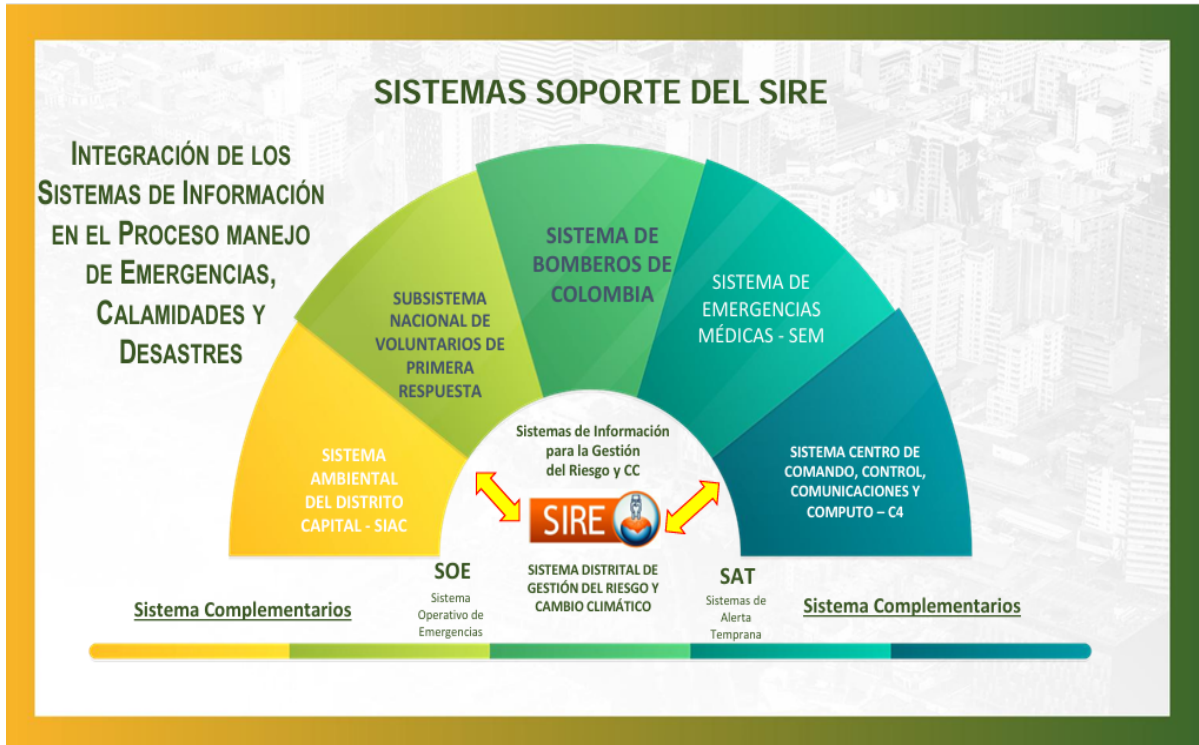 SISTEMAS SOPORTE DEL SIRE
INTEGRACIÓN DE LOS
SISTEMAS DE INFORMACIÓN
EN EL PROCESO MANEJO
DE EMERGENCIAS,
CALAMIDADES Y
DESASTRES
SISTEMA
AMBIENTAL
DEL DISTRITO
CAPITAL - SIAC
SUBSISTEMA
NACIONAL DE
VOLUNTARIOS DE
PRIMERA
RESPUESTA
SISTEMA DE
BOMBEROS DE
COLOMBIA
SISTEMA DE
EMERGENCIAS
MÉDICAS - SEM
SISTEMA CENTRO DE
COMANDO, CONTROL,
COMUNICACIONES Y
COMPUTO – C4
Sistemas de Información
para la Gestión
del Riesgo y CC
SIRE
SISTEMA DISTRITAL DE
GESTIÓN DEL RIESGO Y
CAMBIO CLIMÁTICO
SOE
Sistema
Operativo de
Emergencias
SAT
Sistemas de
Alerta
Temprana
Sistema Complementarios
Sistema Complementarios